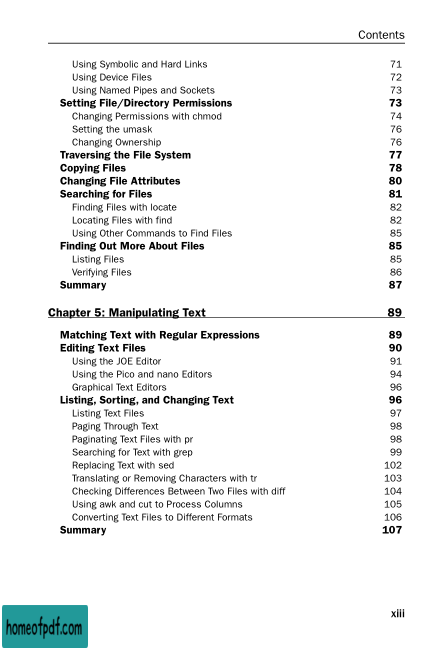 Contents
Using Symbolic and Hard Links 71
Using Device Files 72
Using Named Pipes and Sockets 73
Setting File/Directory Permissions 73
Changing Permissions with chmod 74
Setting the umask 76
Changing Ownership 76
Traversing the File System 77
Copying Files 78
Changing File Attributes 80
Searching for Files 81
Finding Files with locate 82
Locating Files with find 82
Using Other Commands to Find Files 85
Finding Out More About Files 85
Listing Files 85
Verifying Files 86
Summary 87
Chapter 5: Manipulating Text 89
Matching Text with Regular Expressions 89
Editing Text Files 90
Using the JOE Editor 91
Using the Pico and nano Editors 94
Graphical Text Editors 96
Listing, Sorting, and Changing Text 96
Listing Text Files 97
Paging Through Text 98
Paginating Text Files with pr 98
Searching for Text with grep 99
Replacing Text with sed 102
Translating or Removing Characters with tr 103
Checking Differences Between Two Files with diff 104
Using awk and cut to Process Columns 105
Converting Text Files to Different Formats 106
Summary 107
xiii
homeofpdf.com